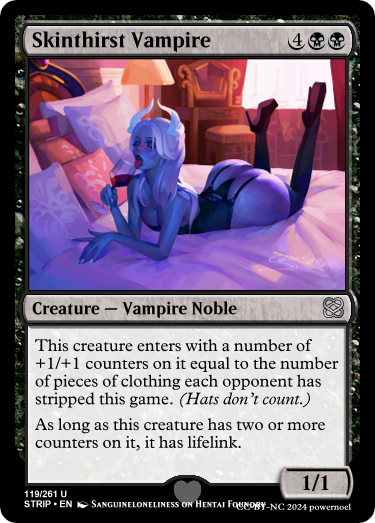 Skinthirst Vampire 4
Creature — Vampire Noble
This creature enters with a number of
+1/+1 counters on it equal to the number
of pieces of clothing each opponent has
stripped this game. (Hats don't count.)
As long as this creature has two or more
counters on it, it has lifelink.
1/1
119/261 U
STRIP • EN Sanguineloneliness on Hentai Foundry
CC-BY-NC 2024 powernoel